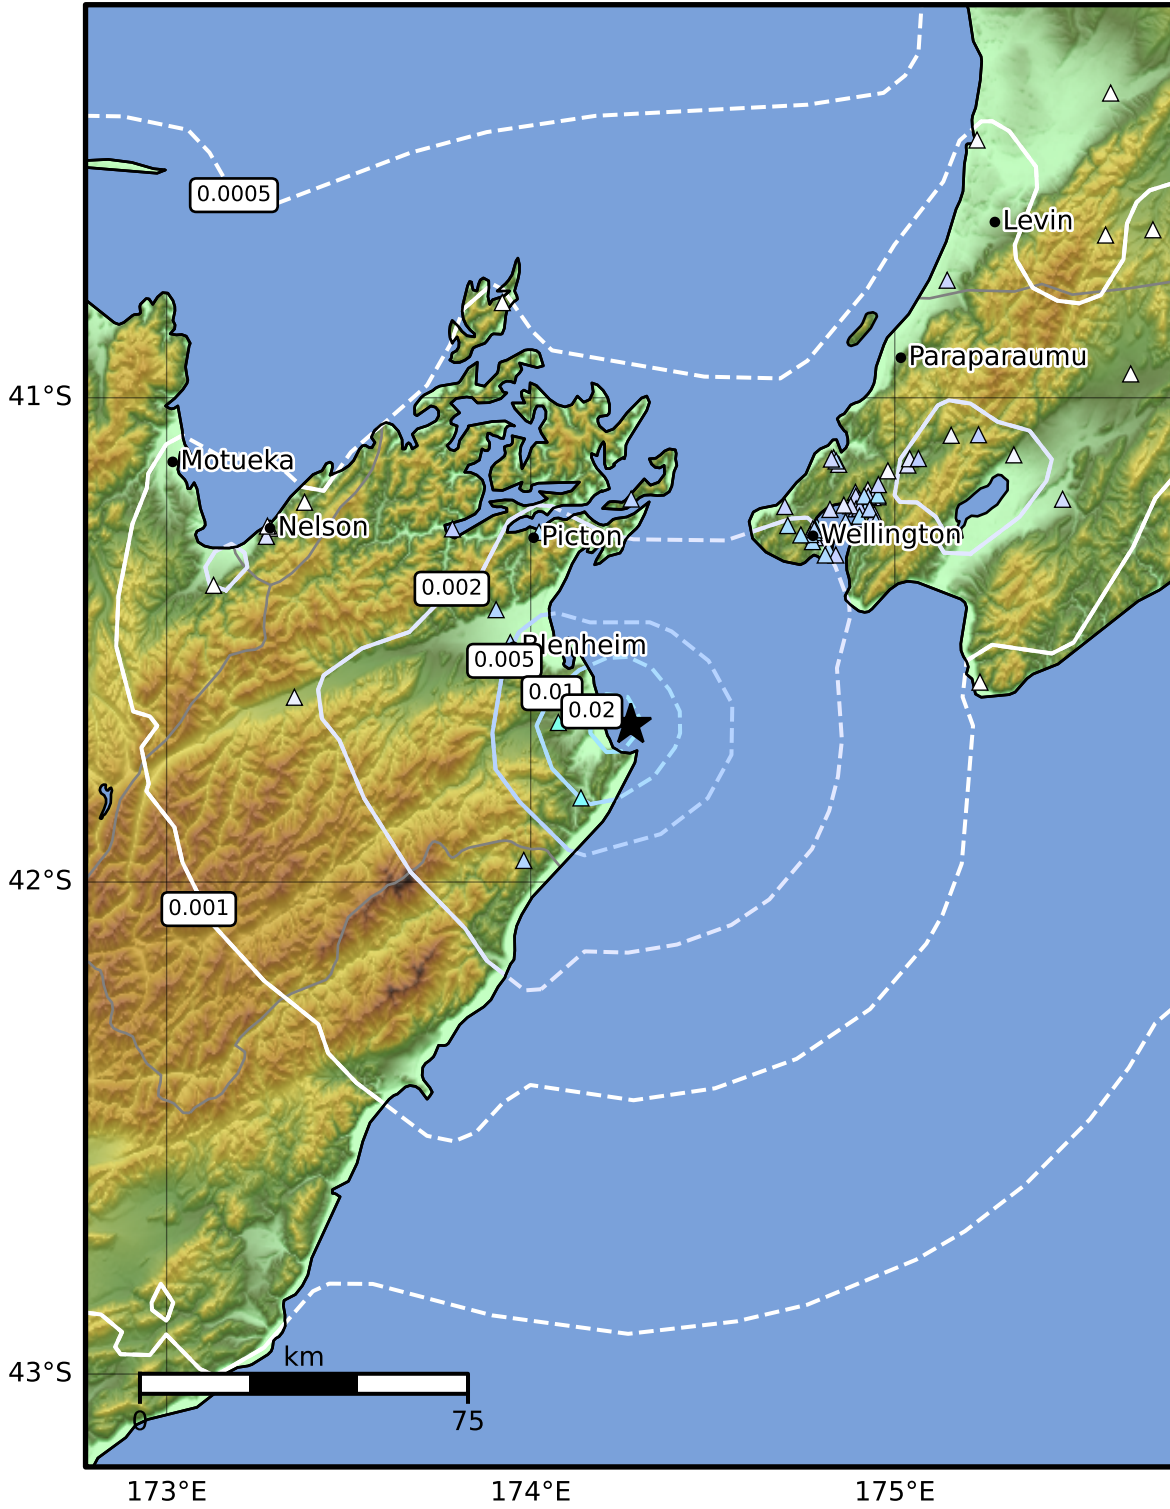 0.0005
Levin
Paraparaumu
41°S
Motueka
Nelson
Picton
Wellington
0.002
Blenheim
0.005
0.01
0.02
42°S
0.001
km
43°S
0
75
173°E
174°E
175°E